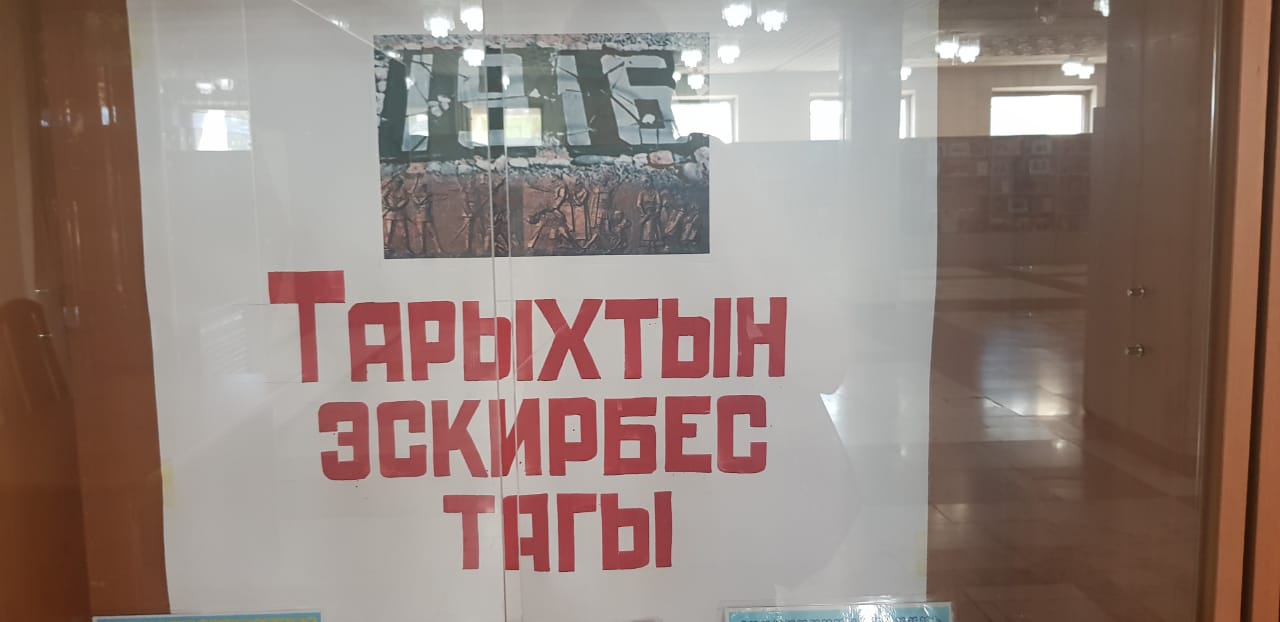 1916
Тарыхтын
эскирбес
тагы